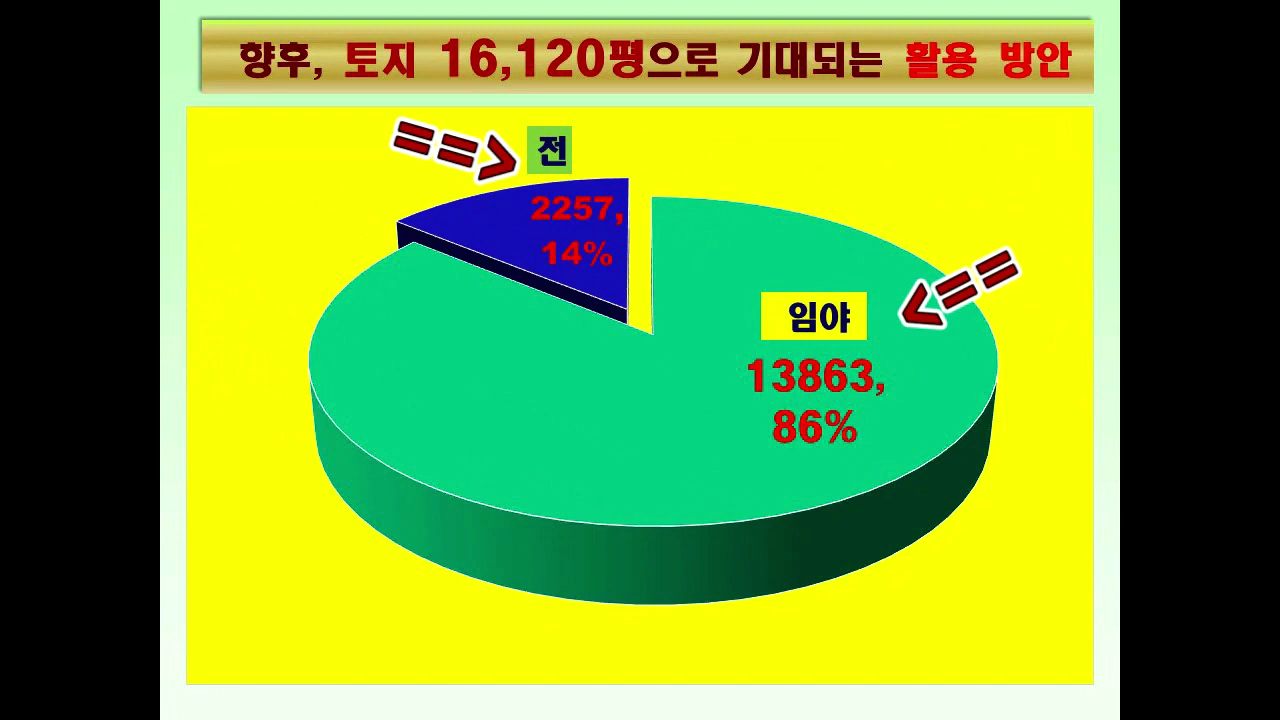 향후, 토지 16,120평으로 기대되는 활용 방안
==> 전
2257,
14%
임야 <==
13863,
86%